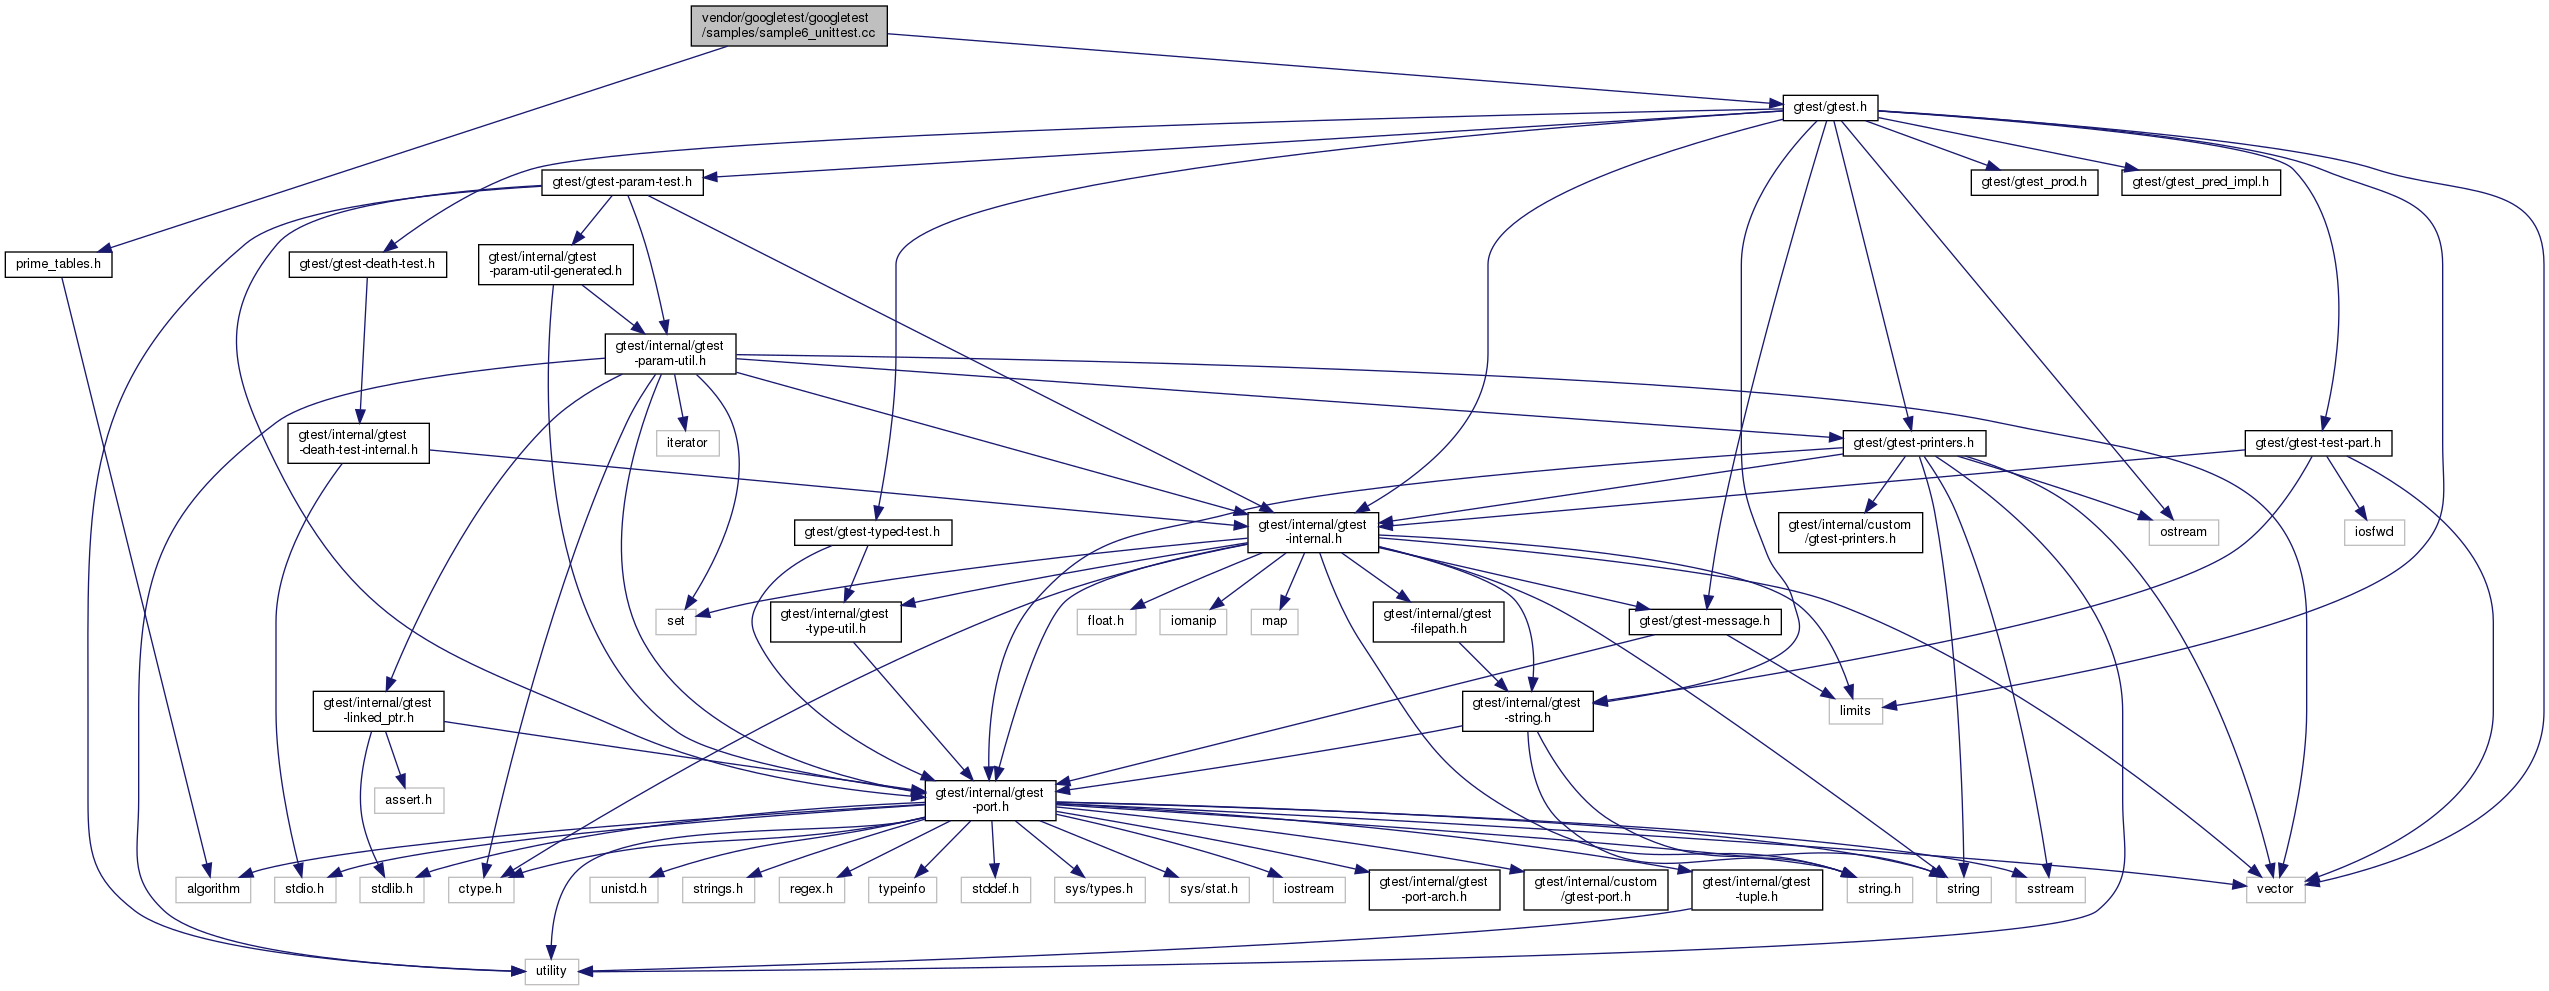 vendor/googletest/googletest
/samples/sample6_unittest.cc
gtest/gtest.h
gtest/gtest-param-test.h
gtest/gtest_prod.h
gtest/gtest_pred_impl.h
prime_tables.h
gtest/gtest-death-test.h
gtest/internal/gtest
-param-util-generated.h
gtest/internal/gtest
-param-util.h
gtest/internal/gtest
-death-test-internal.h
iterator
gtest/gtest-printers.h
gtest/gtest-test-part.h
gtest/gtest-typed-test.h
gtest/internal/gtest
-internal.h
gtest/internal/custom
/gtest-printers.h
ostream
iosfwd
set
gtest/internal/gtest
-type-util.h
float.h
iomanip
map
gtest/internal/gtest
-filepath.h
gtest/gtest-message.h
gtest/internal/gtest
-linked_ptr.h
gtest/internal/gtest
-string.h
limits
assert.h
gtest/internal/gtest
-port.h
algorithm
stdio.h
stdlib.h
ctype.h
unistd.h
strings.h
regex.h
typeinfo
stddef.h
sys/types.h
sys/stat.h
iostream
gtest/internal/gtest
-port-arch.h
gtest/internal/custom
/gtest-port.h
gtest/internal/gtest
-tuple.h
string.h
string
sstream
vector
utility